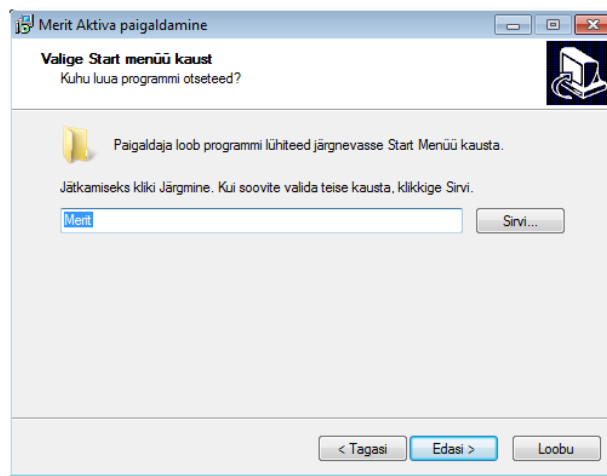 Merit Aktiva paigaldamine
Valige Start menüü kaust
Kuhu luua programmi otseteed?
Paigaldaja loob programmi lühiteed järgnevasse Start Menüü kausta.
Jätkamiseks kliki Järgmine. Kui soovite valida teise kausta, klikkige Sirvi.
Merit
Sirvi...
< Tagasi
Edasi >
Loobu